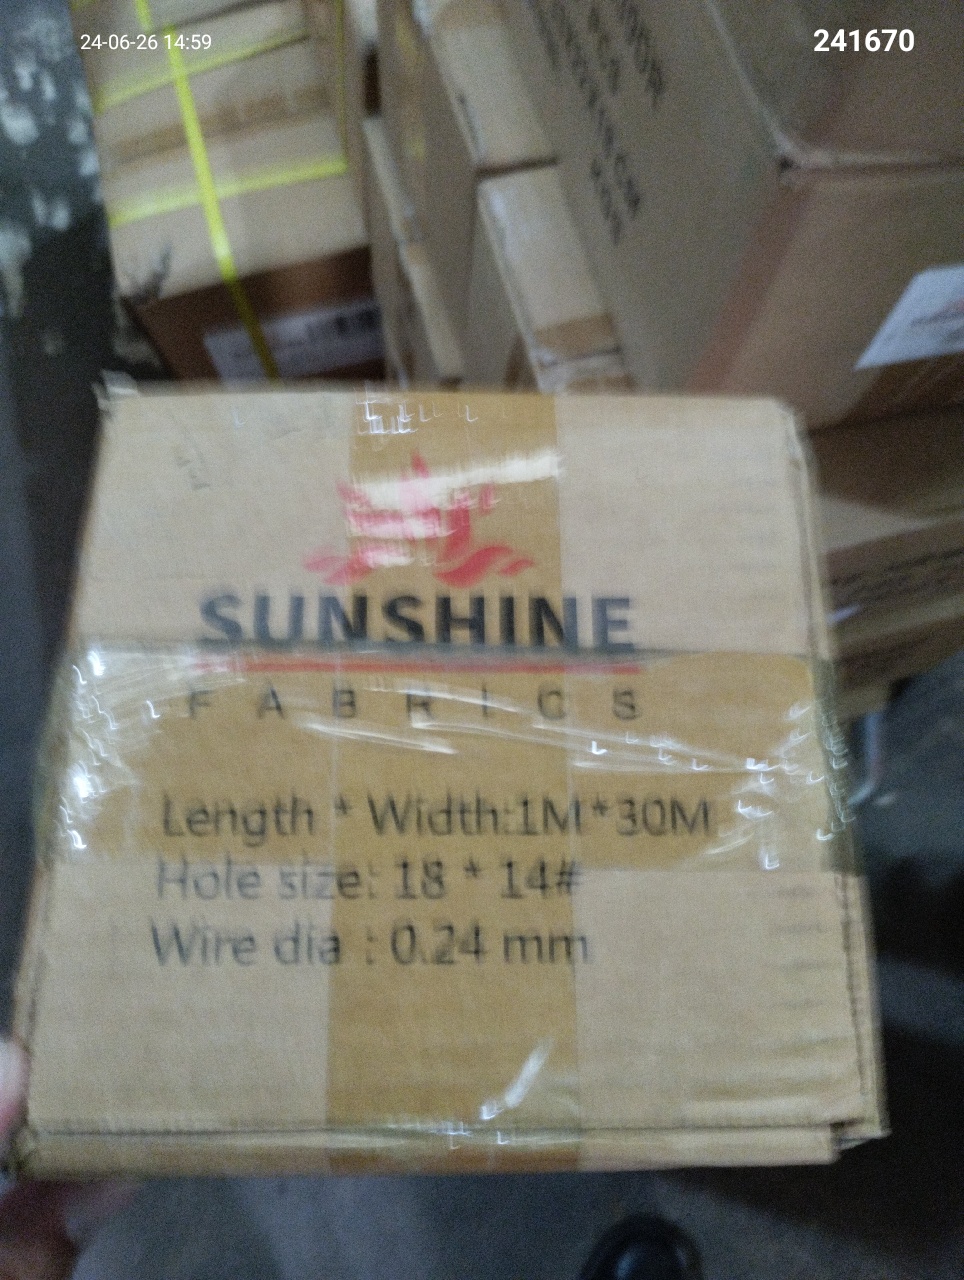 24-06-26 14:59
241670
SUNSHINE
FABRICS
Length * Width:1M*30M
Hole size: 18 * 14#
Wire dia : 0.24 mm